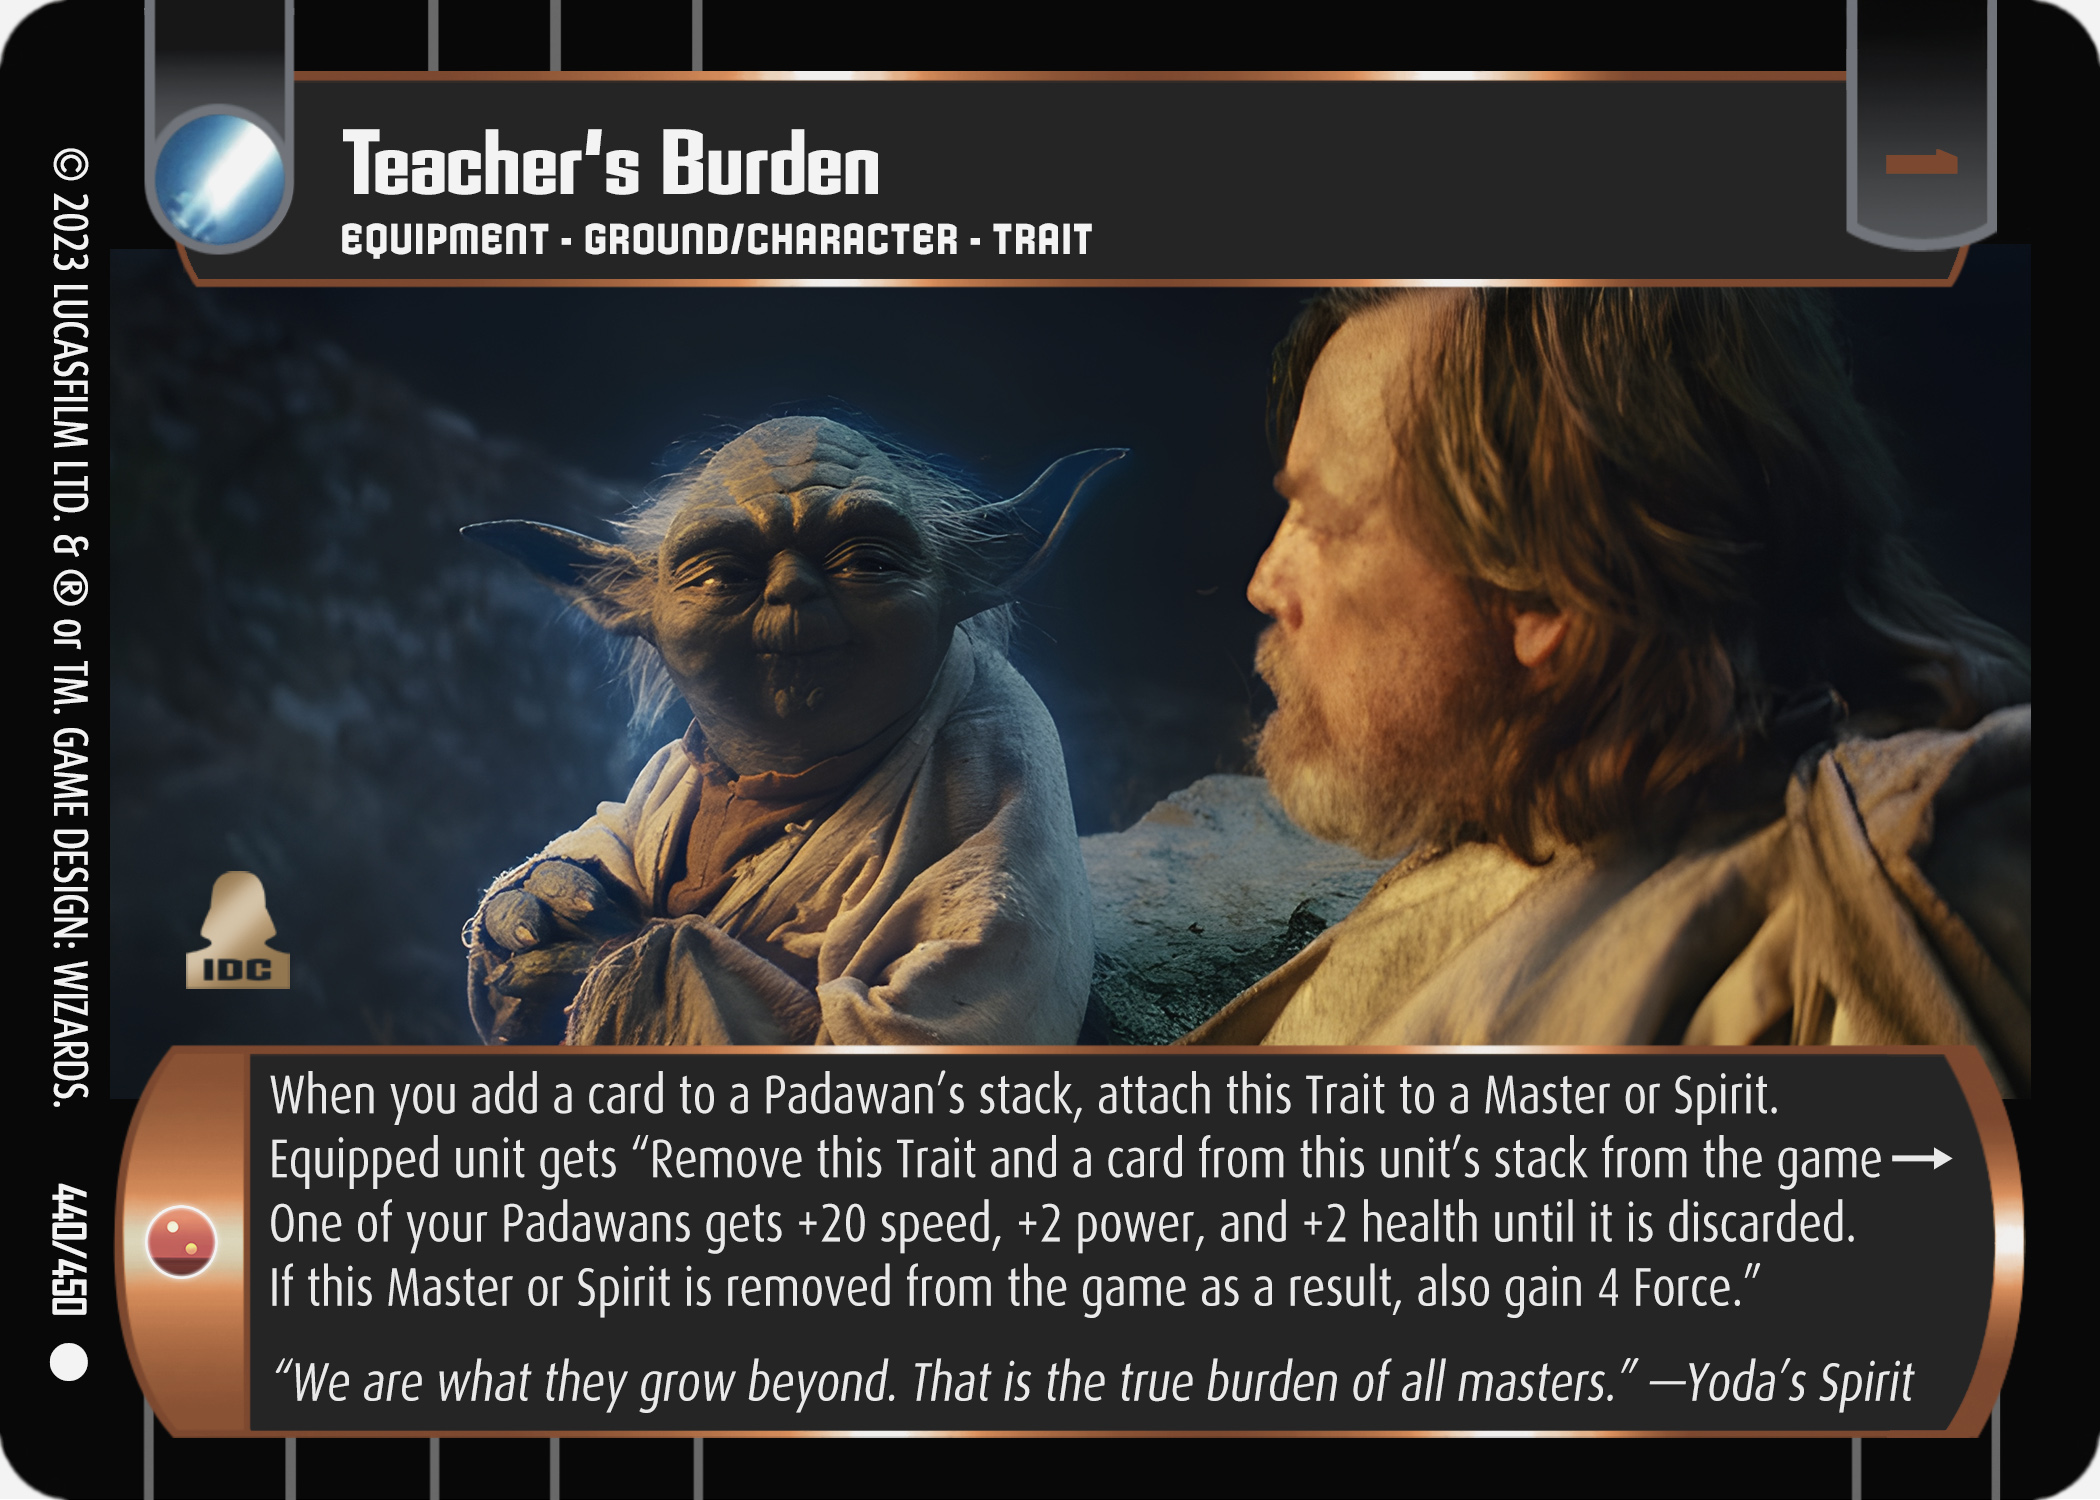 Teacher's Burden
EQUIPMENT - GROUND/CHARACTER - TRAIT
1
IDC
When you add a card to a Padawan's stack, attach this Trait to a Master or Spirit.
Equipped unit gets “Remove this Trait and a card from this unit's stack from the game →
One of your Padawans gets +20 speed, +2 power, and +2 health until it is discarded.
If this Master or Spirit is removed from the game as a result, also gain 4 Force.”
“We are what they grow beyond. That is the true burden of all masters.” —Yoda's Spirit
© 2023 LUCASFILM LTD. & ® or TM. GAME DESIGN: WIZARDS.
440/450